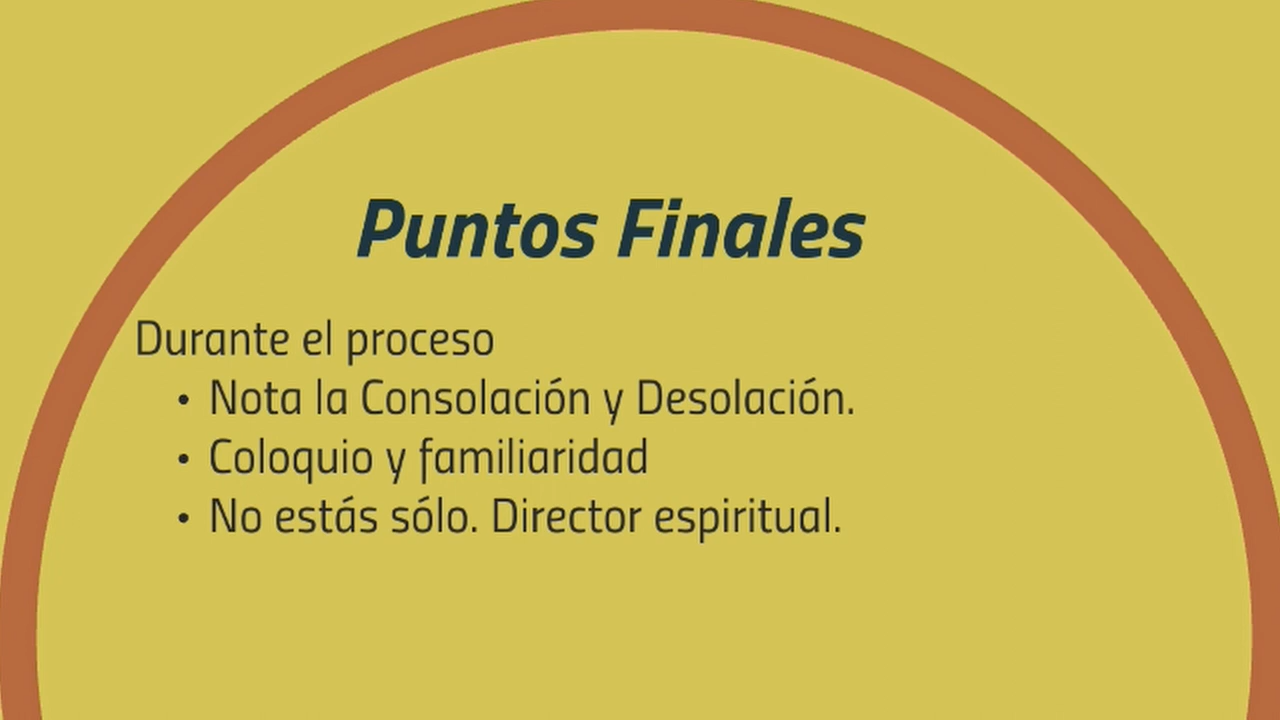 Puntos Finales
Durante el proceso
• Nota la Consolación y Desolación.
• Coloquio y familiaridad
• No estás sólo. Director espiritual.